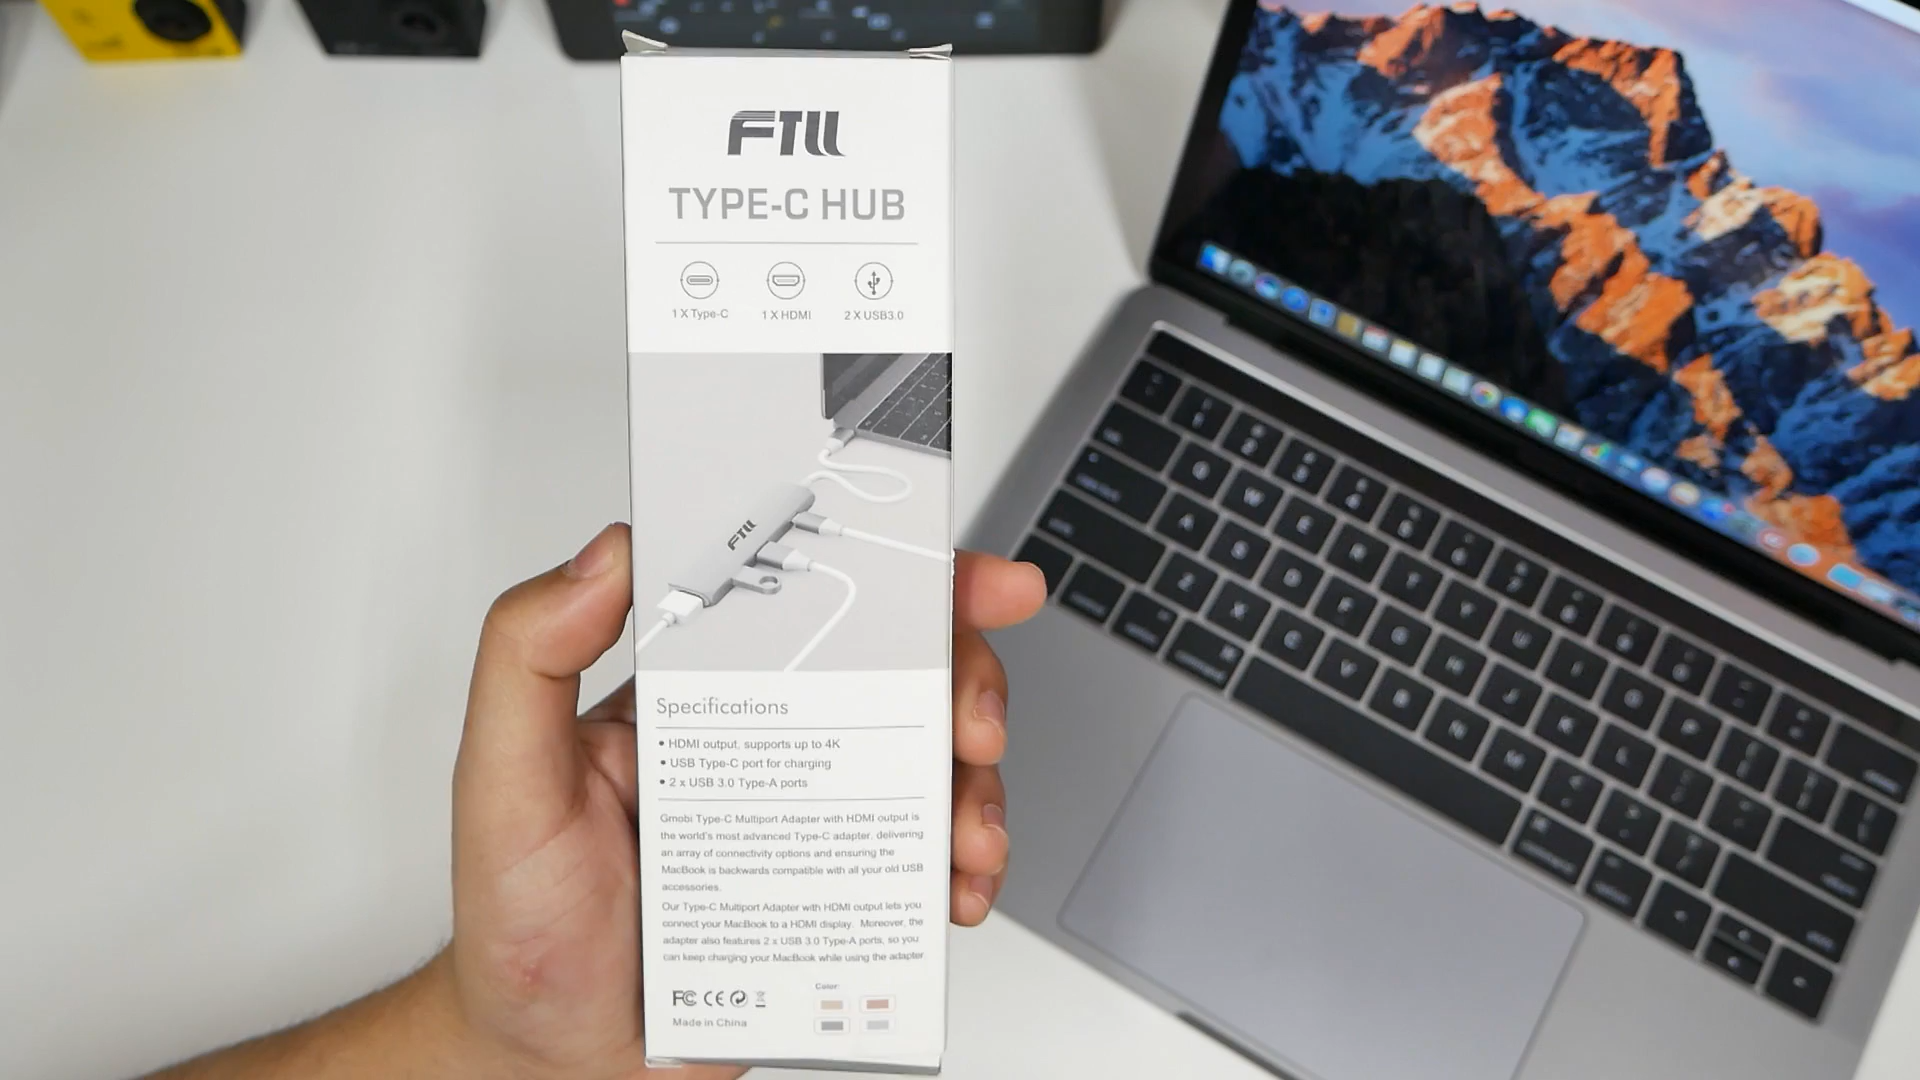 FTLL
TYPE-C HUB
1 X Type-C
1 X HDMI
2 X USB3.0
FTLL
Specifications
• HDMI output, supports up to 4K
• USB Type-C port for charging
• 2 x USB 3.0 Type-A ports
Gmobi Type-C Multiport Adapter with HDMI output is
the world's most advanced Type-C adapter, delivering
an array of connectivity options and ensuring the
MacBook is backwards compatible with all your old USB
accessories.
Our Type-C Multiport Adapter with HDMI output lets you
connect your MacBook to a HDMI display. Moreover, the
adapter also features 2 x USB 3.0 Type-A ports, so you
can keep charging your MacBook while using the adapter
FC CE
Made in China
Color: